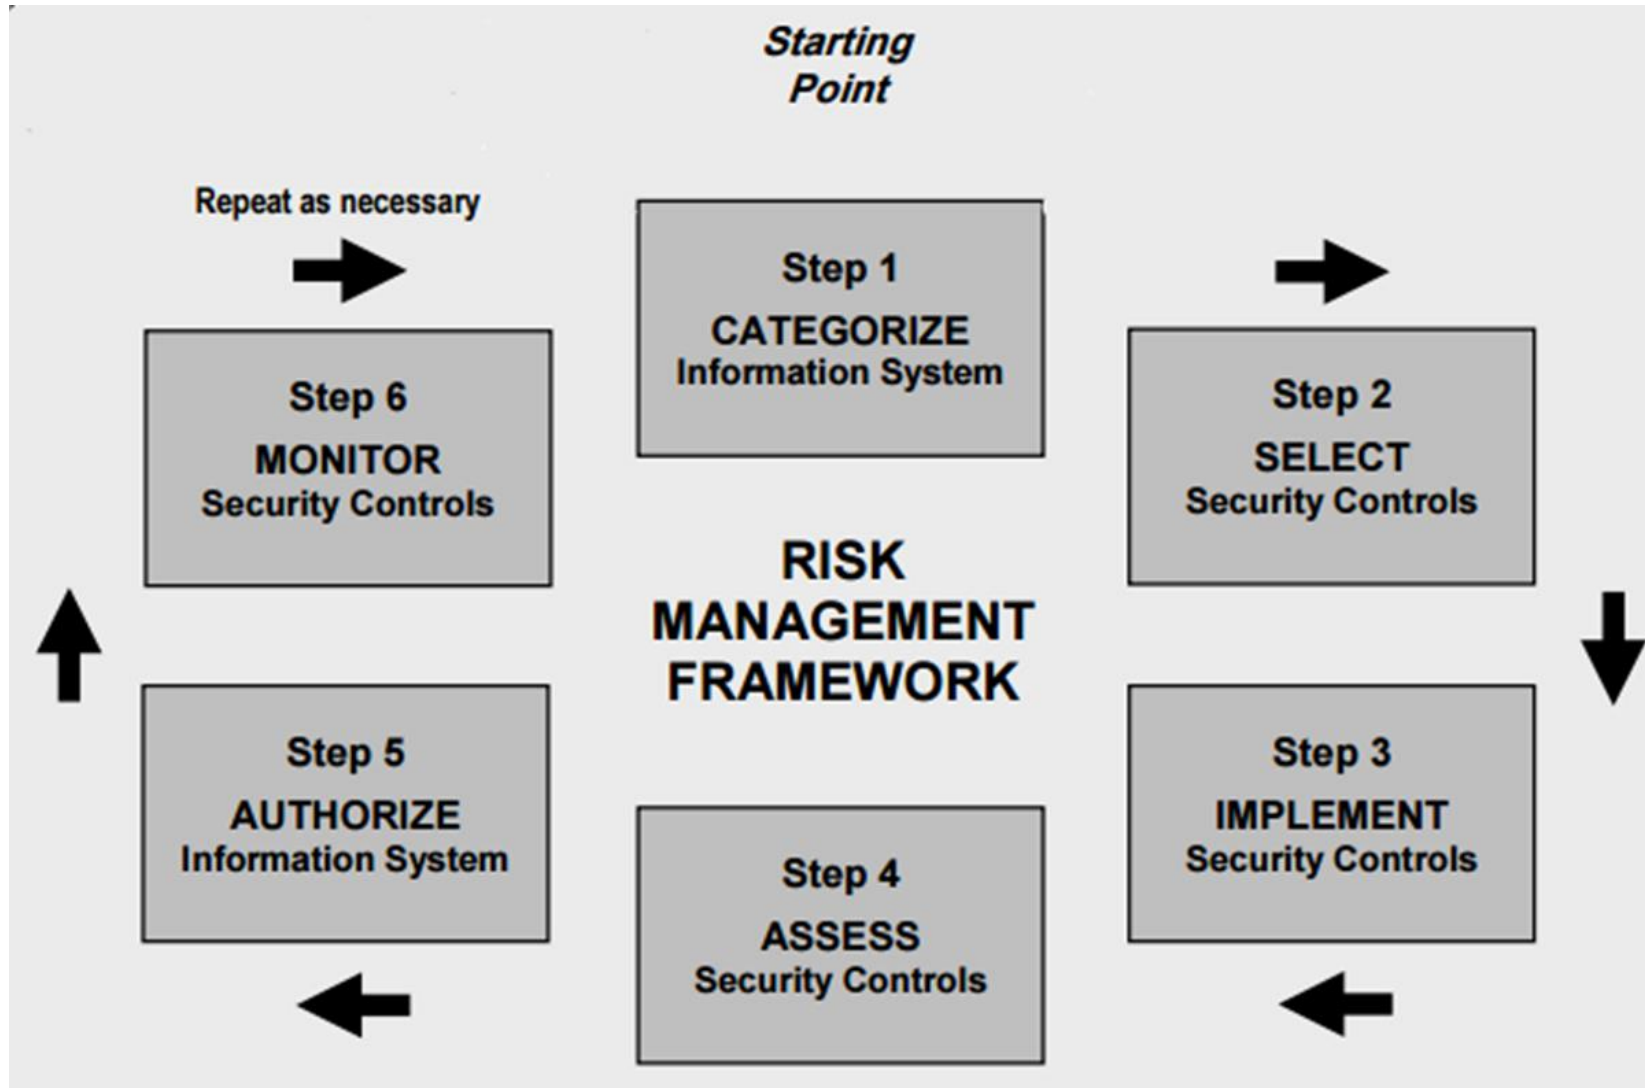 Starting
Point
Repeat as necessary
Step 1
CATEGORIZE
Information System
Step 2
SELECT
Security Controls
Step 3
IMPLEMENT
Security Controls
Step 4
ASSESS
Security Controls
Step 5
AUTHORIZE
Information System
Step 6
MONITOR
Security Controls
RISK
MANAGEMENT
FRAMEWORK